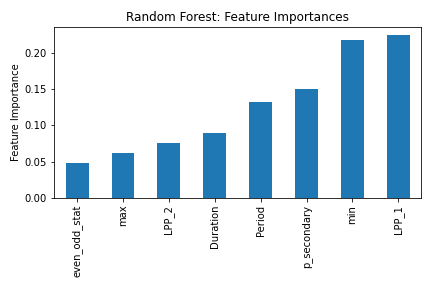 Random Forest: Feature Importances
Feature Importance
0.20
0.15
0.10
0.05
0.00
even_odd_stat
max
LPP_2
Duration
Period
p_secondary
min
LPP_1